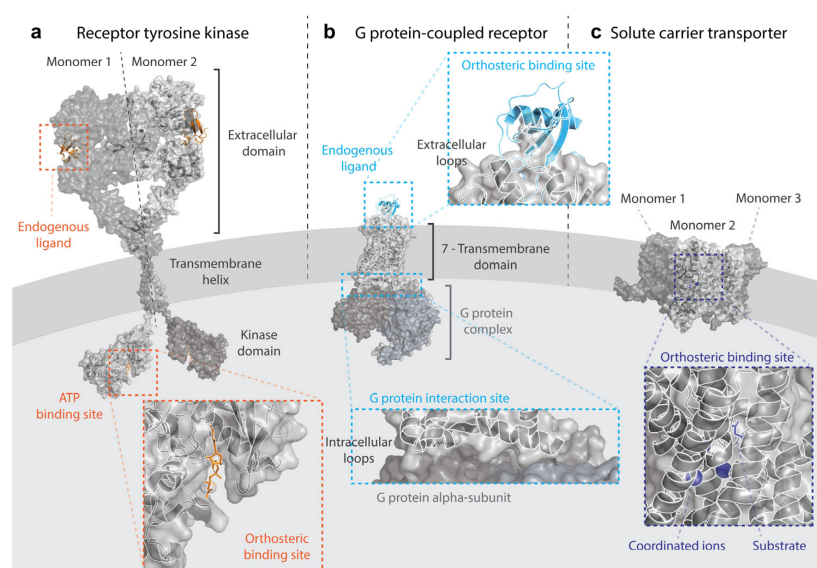 a Receptor tyrosine kinase
Monomer 1 Monomer 2
Extracellular
domain
Endogenous
ligand
Transmembrane
helix
Kinase
domain
ATP
binding site
Orthosteric
binding site
b G protein-coupled receptor
Orthosteric binding site
Extracellular
loops
Endogenous
ligand
7 - Transmembrane
domain
G protein
complex
G protein interaction site
Intracellular
loops
G protein alpha-subunit
c Solute carrier transporter
Monomer 1
Monomer 2
Monomer 3
Orthosteric binding site
Coordinated ions
Substrate